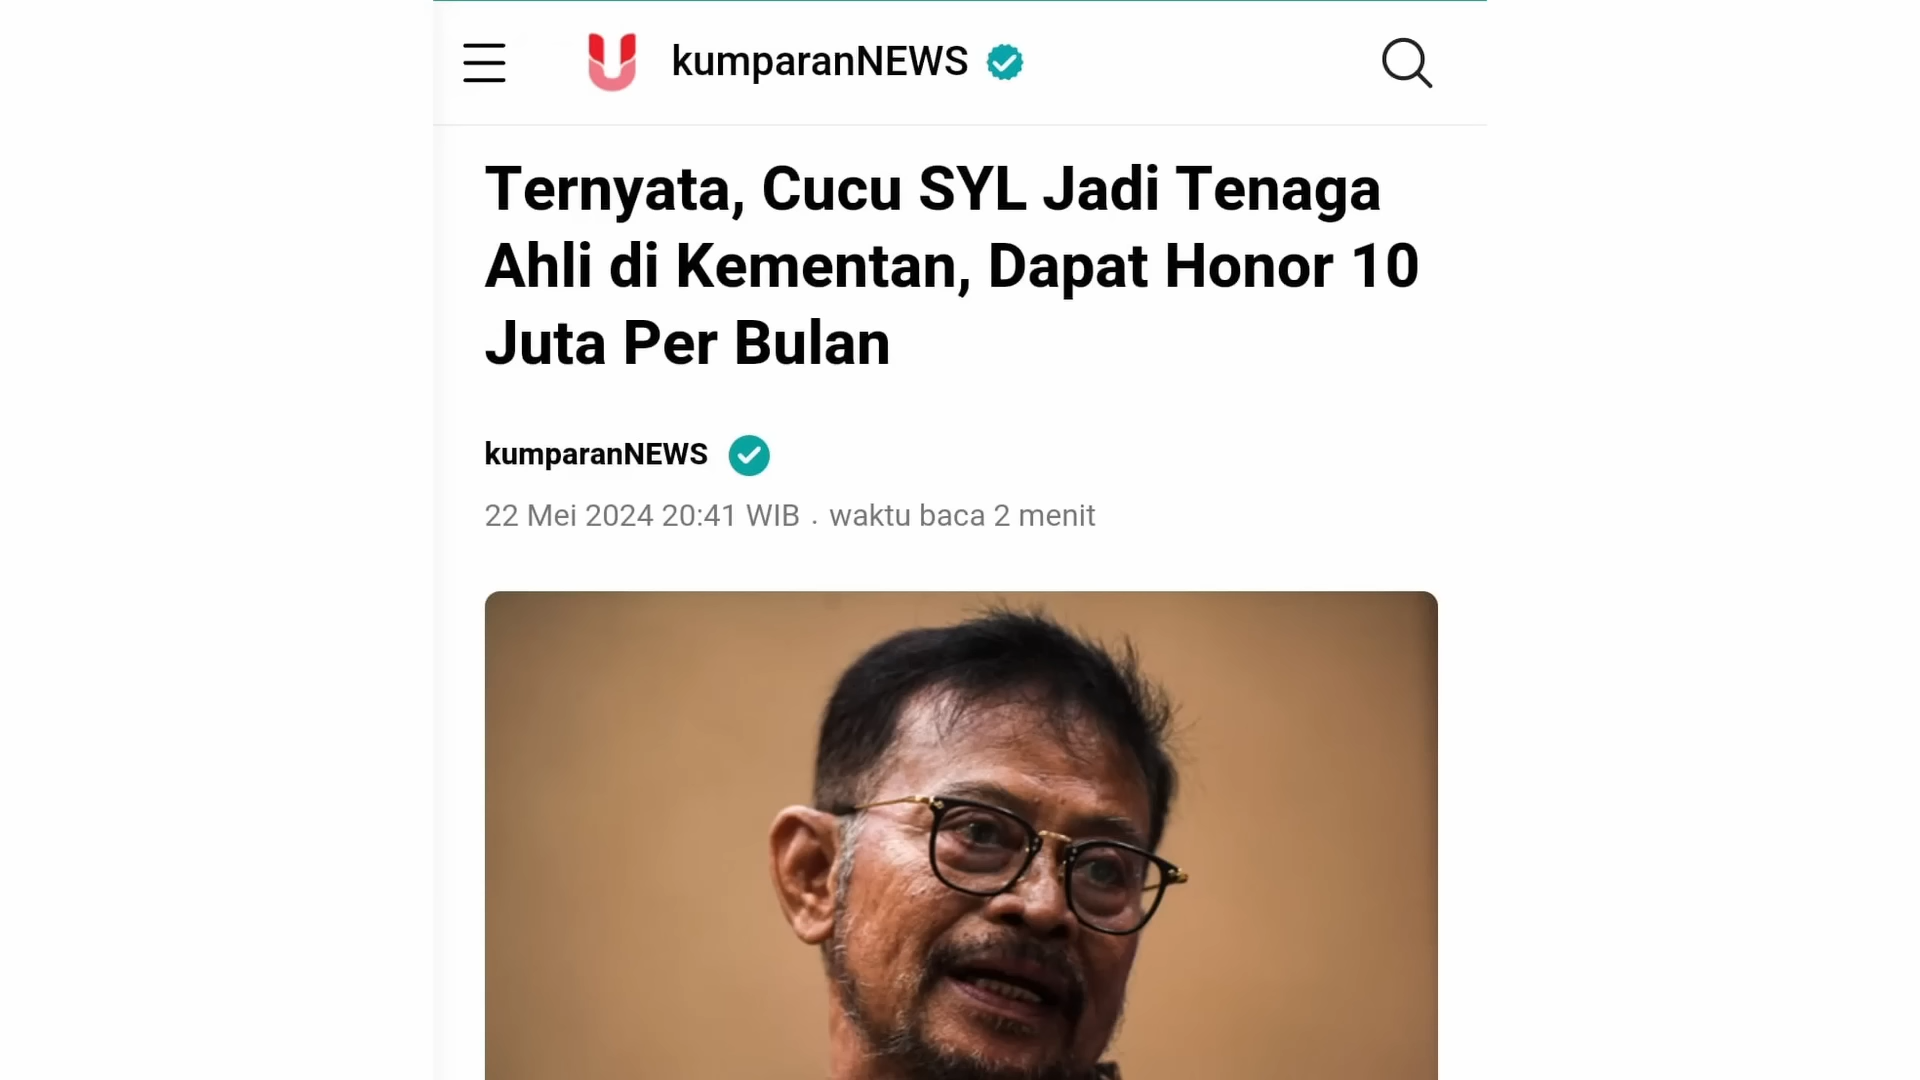 kumparanNEWS
Ternyata, Cucu SYL Jadi Tenaga
Ahli di Kementan, Dapat Honor 10
Juta Per Bulan
kumparanNEWS
22 Mei 2024 20:41 WIB . waktu baca 2 menit